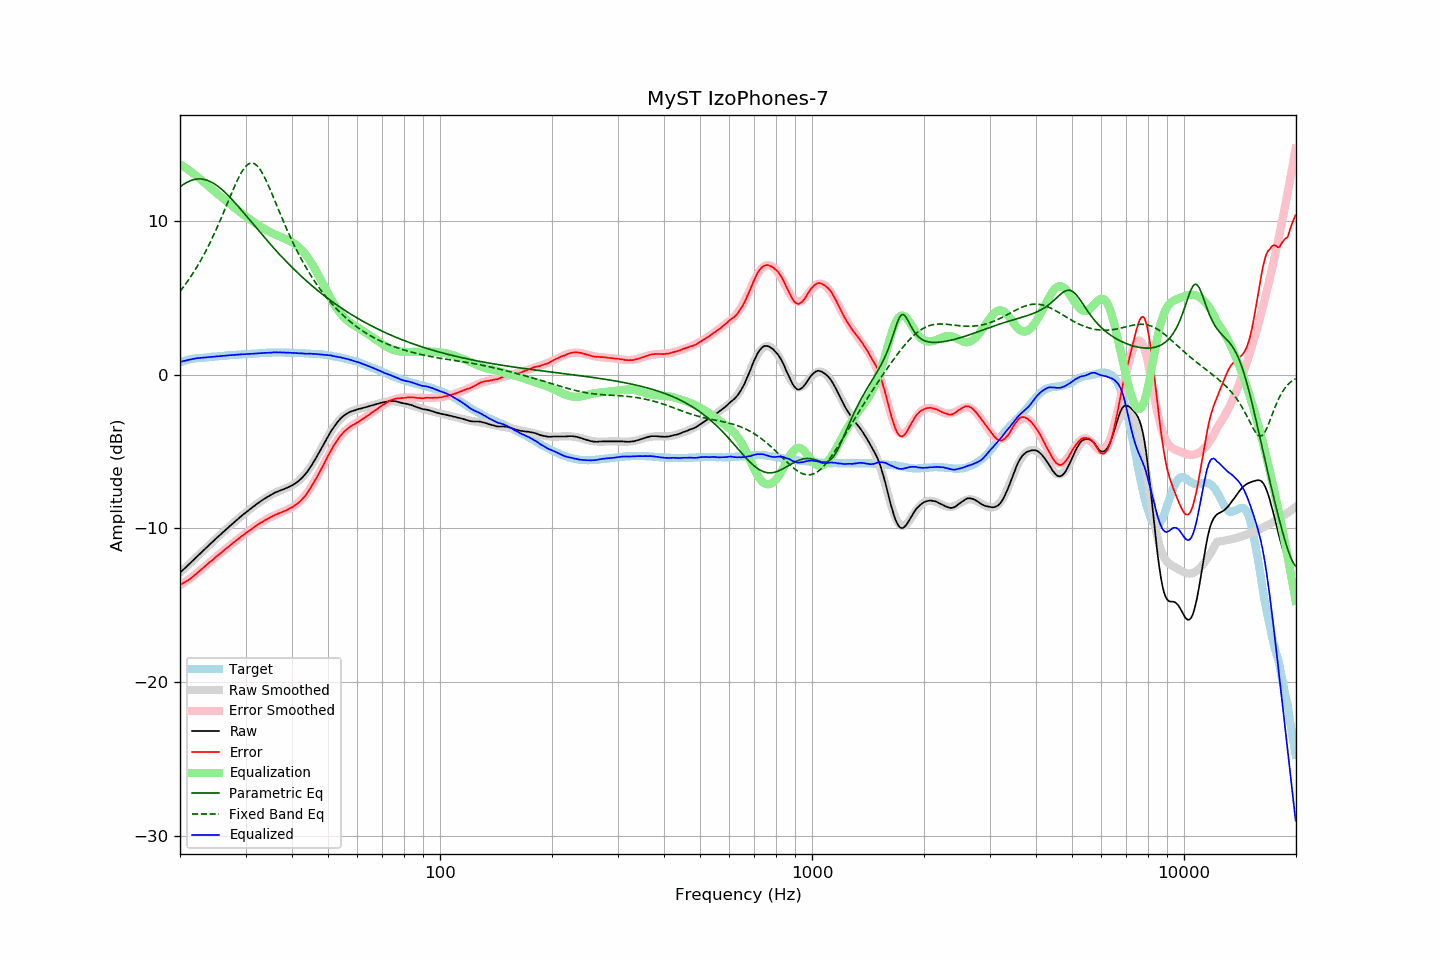 MyST IzoPhones-7
Amplitude (dBr)
10
0
−10
−20
−30
Target
Raw Smoothed
Error Smoothed
Raw
Error
Equalization
Parametric Eq
Fixed Band Eq
Equalized
100 1000 10000
Frequency (Hz)